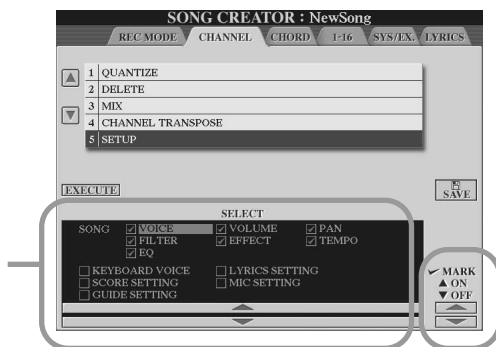 SONG CREATOR : NewSong
REC MODE CHANNEL CHORD 1-16 SYS/EX. LYRICS
1 QUANTIZE
2 DELETE
3 MIX
4 CHANNEL TRANSPOSE
5 SETUP
EXECUTE
SAVE
SELECT
SONG VOICE VOLUME PAN
FILTER EFFECT TEMPO
EQ
KEYBOARD VOICE LYRICS SETTING
SCORE SETTING MIC SETTING
GUIDE SETTING
MARK
▲ ON
▼ OFF